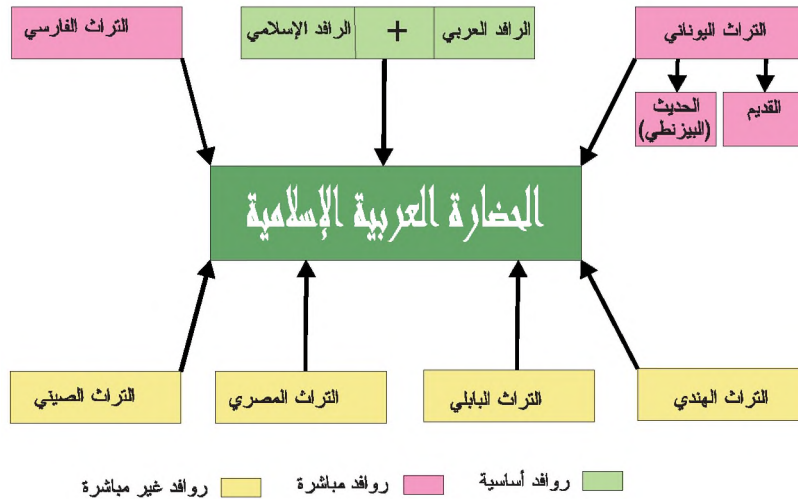 التراث اليوناني
الرافد العربي + الرافد الإسلامي
التراث الفارسي
القديم
الحديث
(البيزنطي)
الحضارة العربية الإسلامية
التراث الهندي
التراث البابلي
التراث المصري
التراث الصيني
روافد أساسية
روافد مباشرة
روافد غير مباشرة